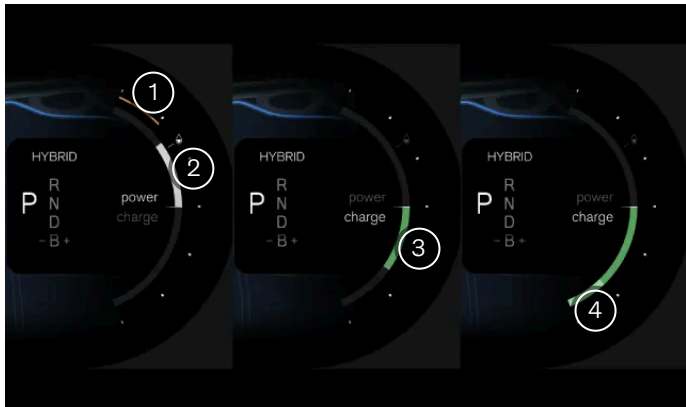 1
2
HYBRID
P
R
N
D
- B +
power
charge
HYBRID
P
R
N
D
- B +
power
charge
3
HYBRID
P
R
N
D
- B +
power
charge
4